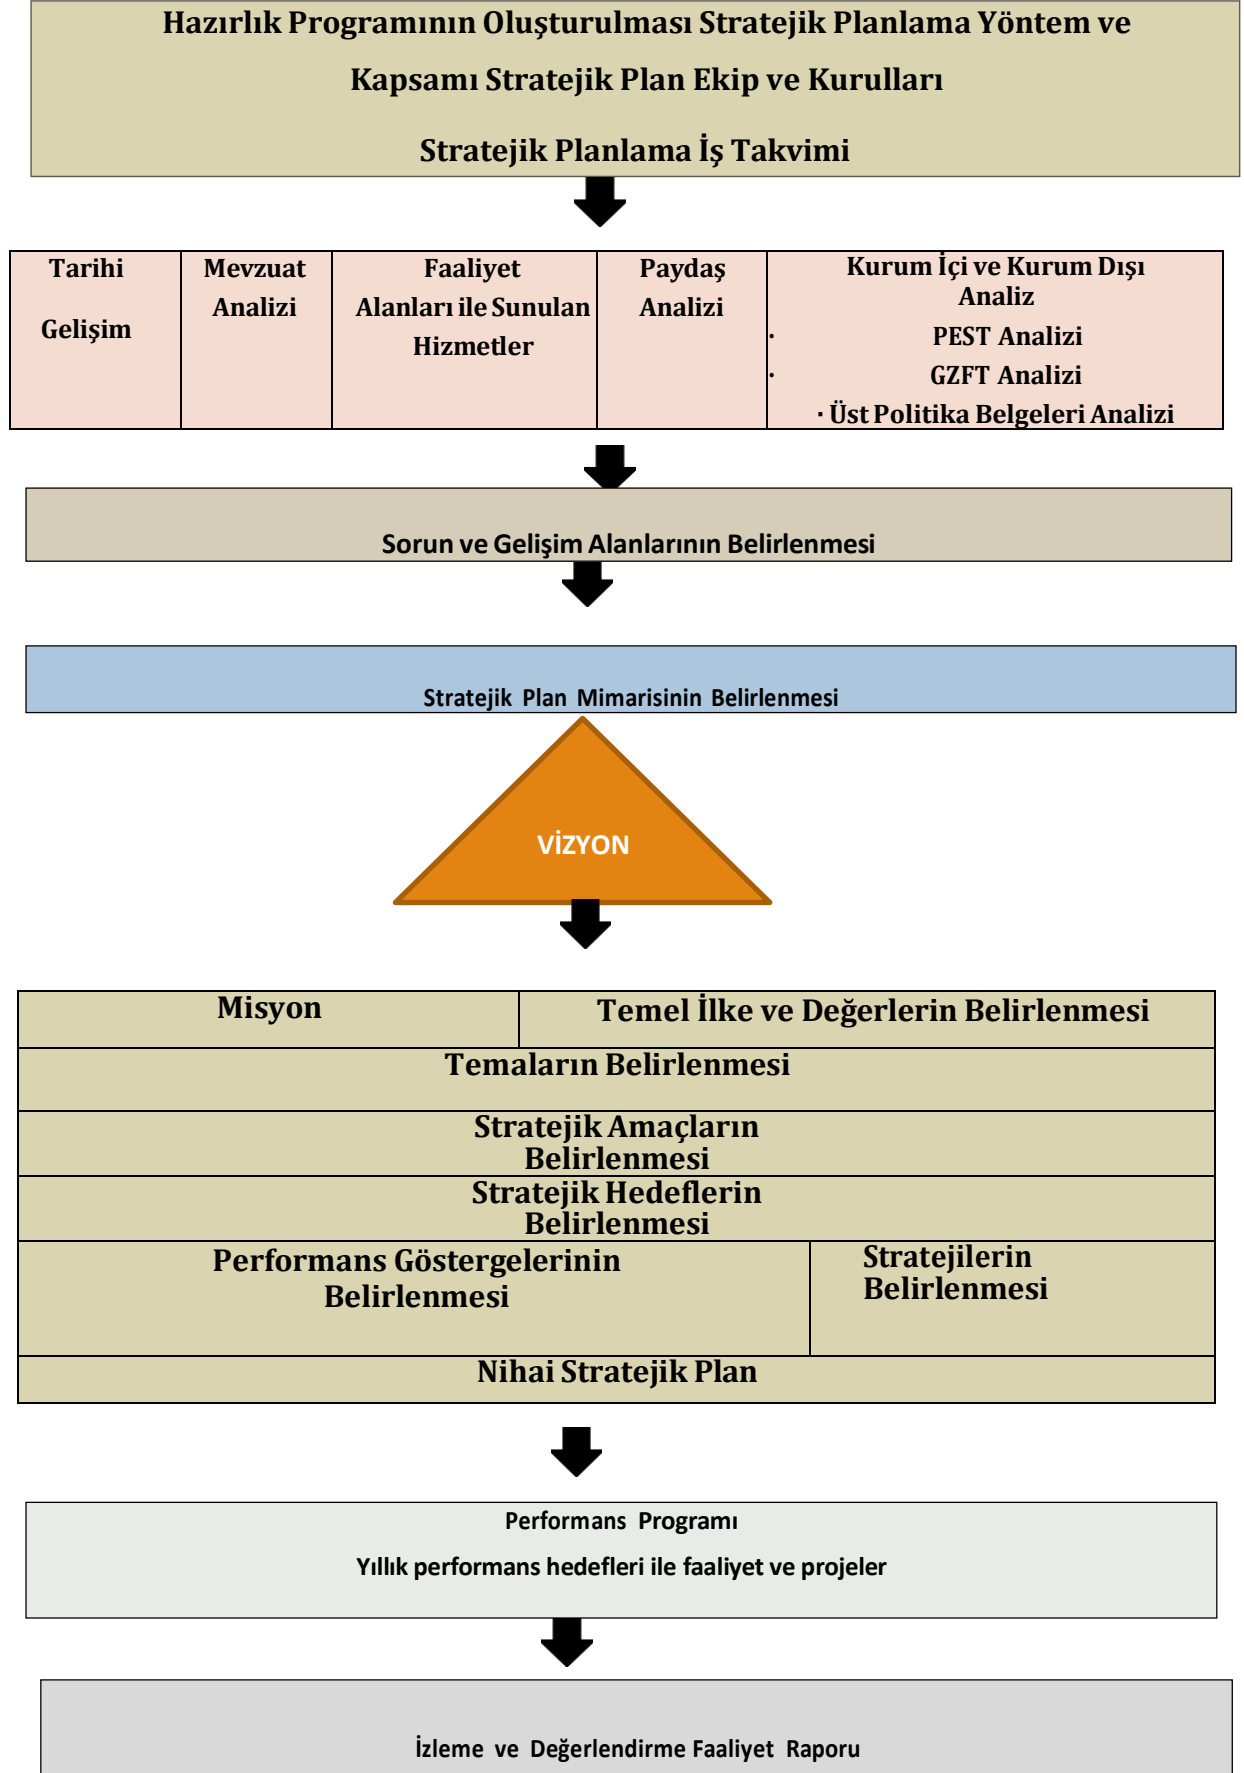 Hazırlık Programının Oluşturulması Stratejik Planlama Yöntem ve
Kapsamı Stratejik Plan Ekip ve Kurulları
Stratejik Planlama İş Takvimi
Tarihi
Gelişim
Mevzuat
Analizi
Faaliyet
Alanları ile Sunulan
Hizmetler
Paydaş
Analizi
Kurum İçi ve Kurum Dışı
Analiz
· PEST Analizi
· GZFT Analizi
· Üst Politika Belgeleri Analizi
Sorun ve Gelişim Alanlarının Belirlenmesi
Stratejik Plan Mimarisinin Belirlenmesi
VİZYON
Misyon
Temel İlke ve Değerlerin Belirlenmesi
Temaların Belirlenmesi
Stratejik Amaçların
Belirlenmesi
Stratejik Hedeflerin
Belirlenmesi
Performans Göstergelerinin
Belirlenmesi
Stratejilerin
Belirlenmesi
Nihai Stratejik Plan
Performans Programı
Yıllık performans hedefleri ile faaliyet ve projeler
İzleme ve Değerlendirme Faaliyet Raporu